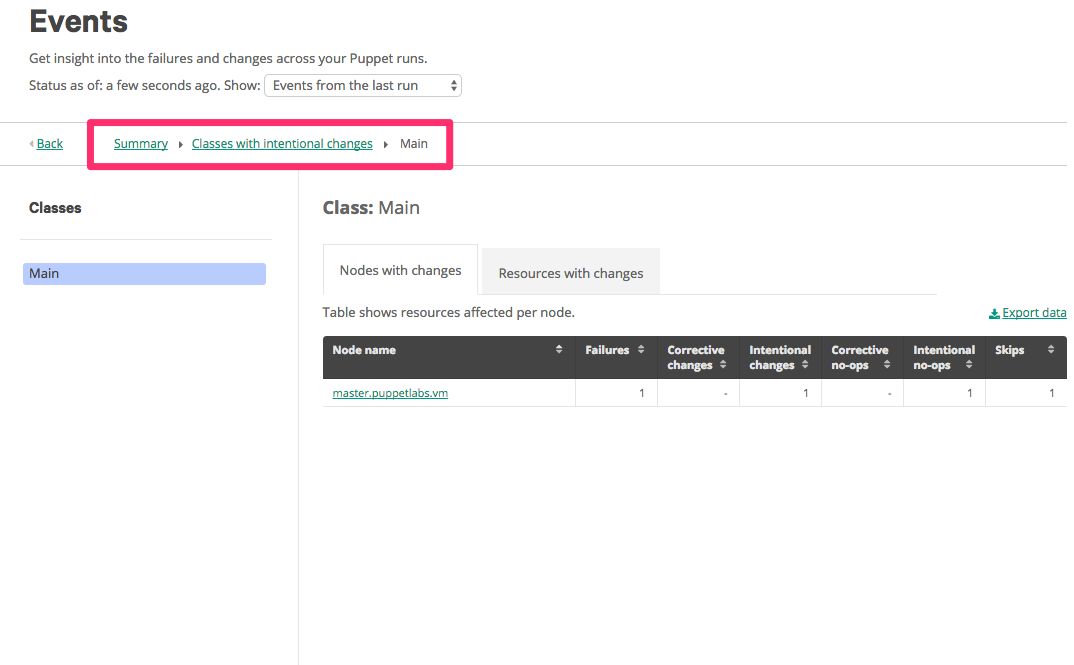 Events
Get insight into the failures and changes across your Puppet runs.
Status as of: a few seconds ago. Show: Events from the last run
Back Summary Classes with intentional changes Main
Classes
Main
Class: Main
Nodes with changes Resources with changes
Table shows resources affected per node. Export data
Node name Failures Corrective changes Intentional changes Corrective no-ops Intentional no-ops Skips
master.puppetlabs.vm 1 - 1 - 1 1